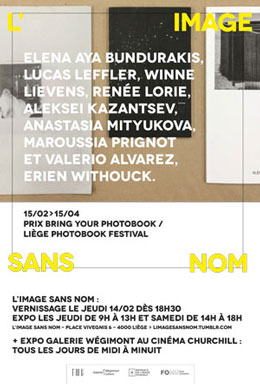 L' IMAGE
ELENA AYA BUNDURAKIS,
LUCAS LEFFLER, WINNE
LIEVENS, RENÉE LORIE,
ALEKSEI KAZANTSEV,
ANASTASIA MITYUKOVA,
MAROUSSIA PRIGNOT
ET VALERIO ALVAREZ,
ERIEN WITHOUCK.
15/02>15/04
PRIX BRING YOUR PHOTOBOOK /
LIÈGE PHOTOBOOK FESTIVAL
SANS NOM
L'IMAGE SANS NOM :
VERNISSAGE LE JEUDI 14/02 DÈS 18H30
EXPO LES JEUDI DE 9H À 13H ET SAMEDI DE 14H À 18H
L'IMAGE SANS NOM - PLACE VIVEGNIS 6 - 4000 LIÈGE > LIMAGESANSNOM.TUMBLR.COM
+ EXPO GALERIE WÉGIMONT AU CINÉMA CHURCHILL :
TOUS LES JOURS DE MIDI À MINUIT